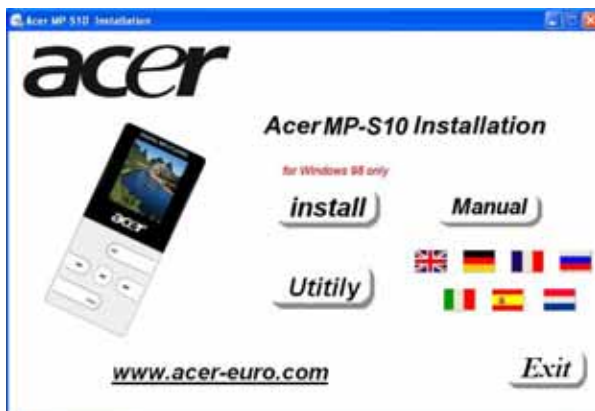 Acer MP-S10 Installation
acer
Acer MP-S10 Installation
for Windows 98 only
install
Manual
Utitily
acer
www.acer-euro.com
Exit